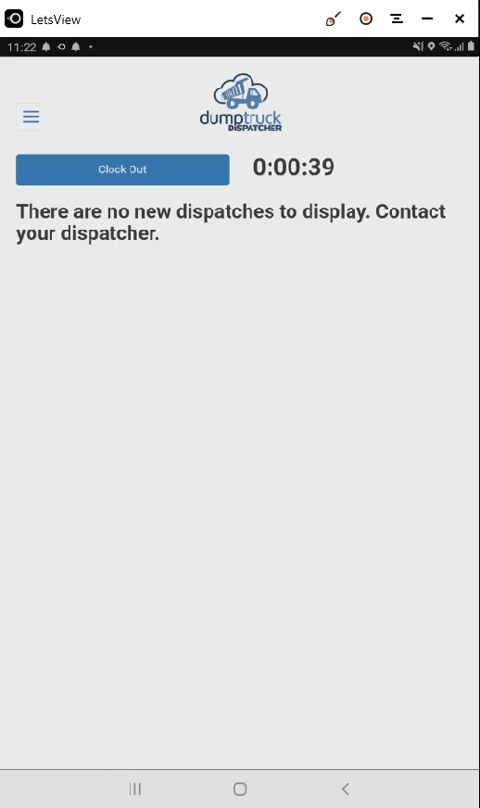 LetsView
11:22
dumptruck
DISPATCHER
Clock Out
0:00:39
There are no new dispatches to display. Contact
your dispatcher.